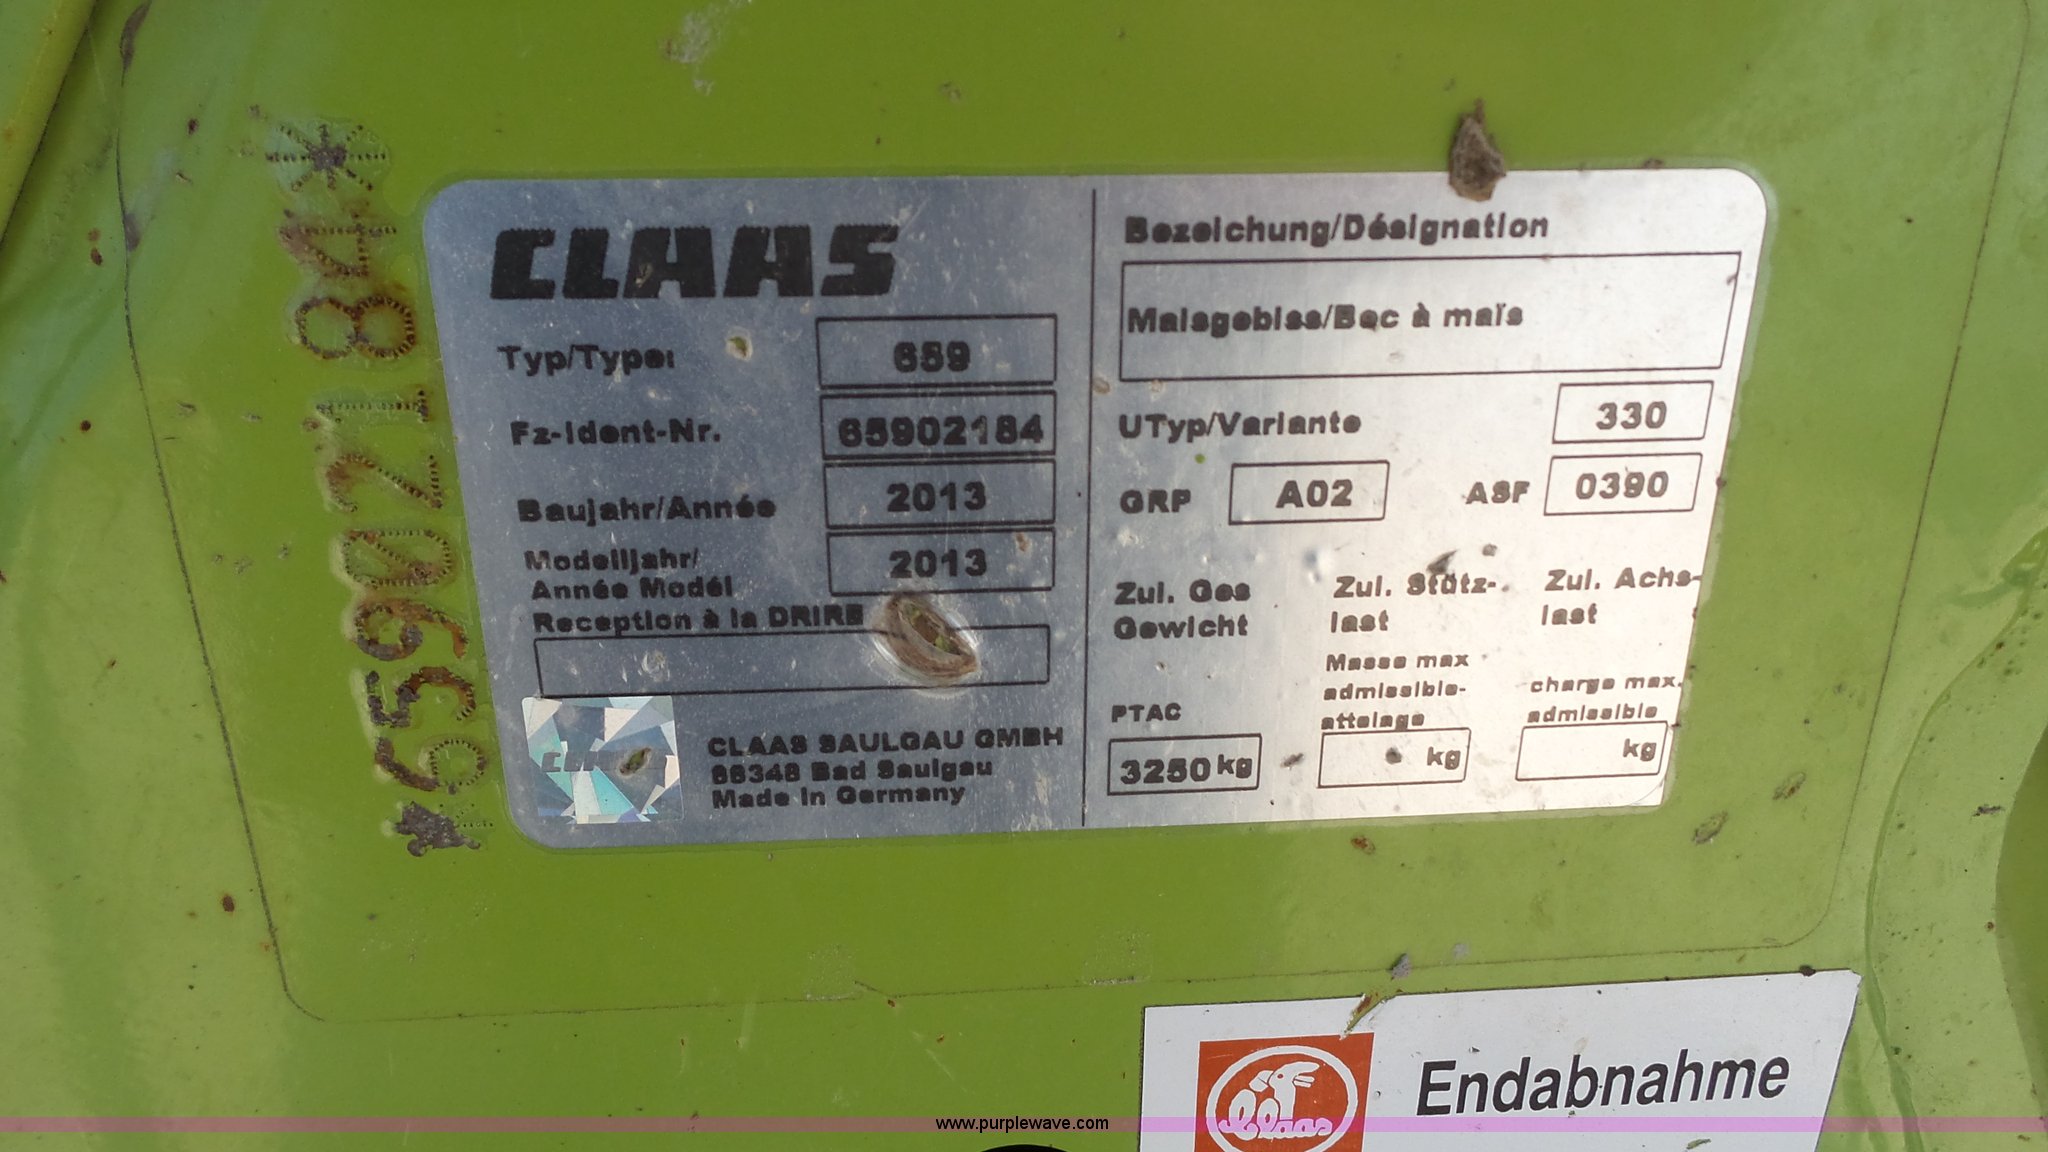 *65902184*
CLAAS
Typ/Type: 659
Fz-Ident-Nr. 65902184
Baujahr/Année 2013
Modelljahr/
Année Modél 2013
Reception à la DRIRE
CLAAS
CLAAS SAULGAU GMBH
88348 Bad Saulgau
Made in Germany
Bezeichung/Désignation
Maisgebiss/Bec à maïs
UTyp/Variante 330
GRP A02 ASF 0390
Zul. Ges
Gewicht
PTAC
3250 kg
Zul. Stütz-
last
Masse max
admissible-
attelage
kg
Zul. Achs-
last
charge max.
admissible
kg
Claas
Endabnahme
www.purplewave.com